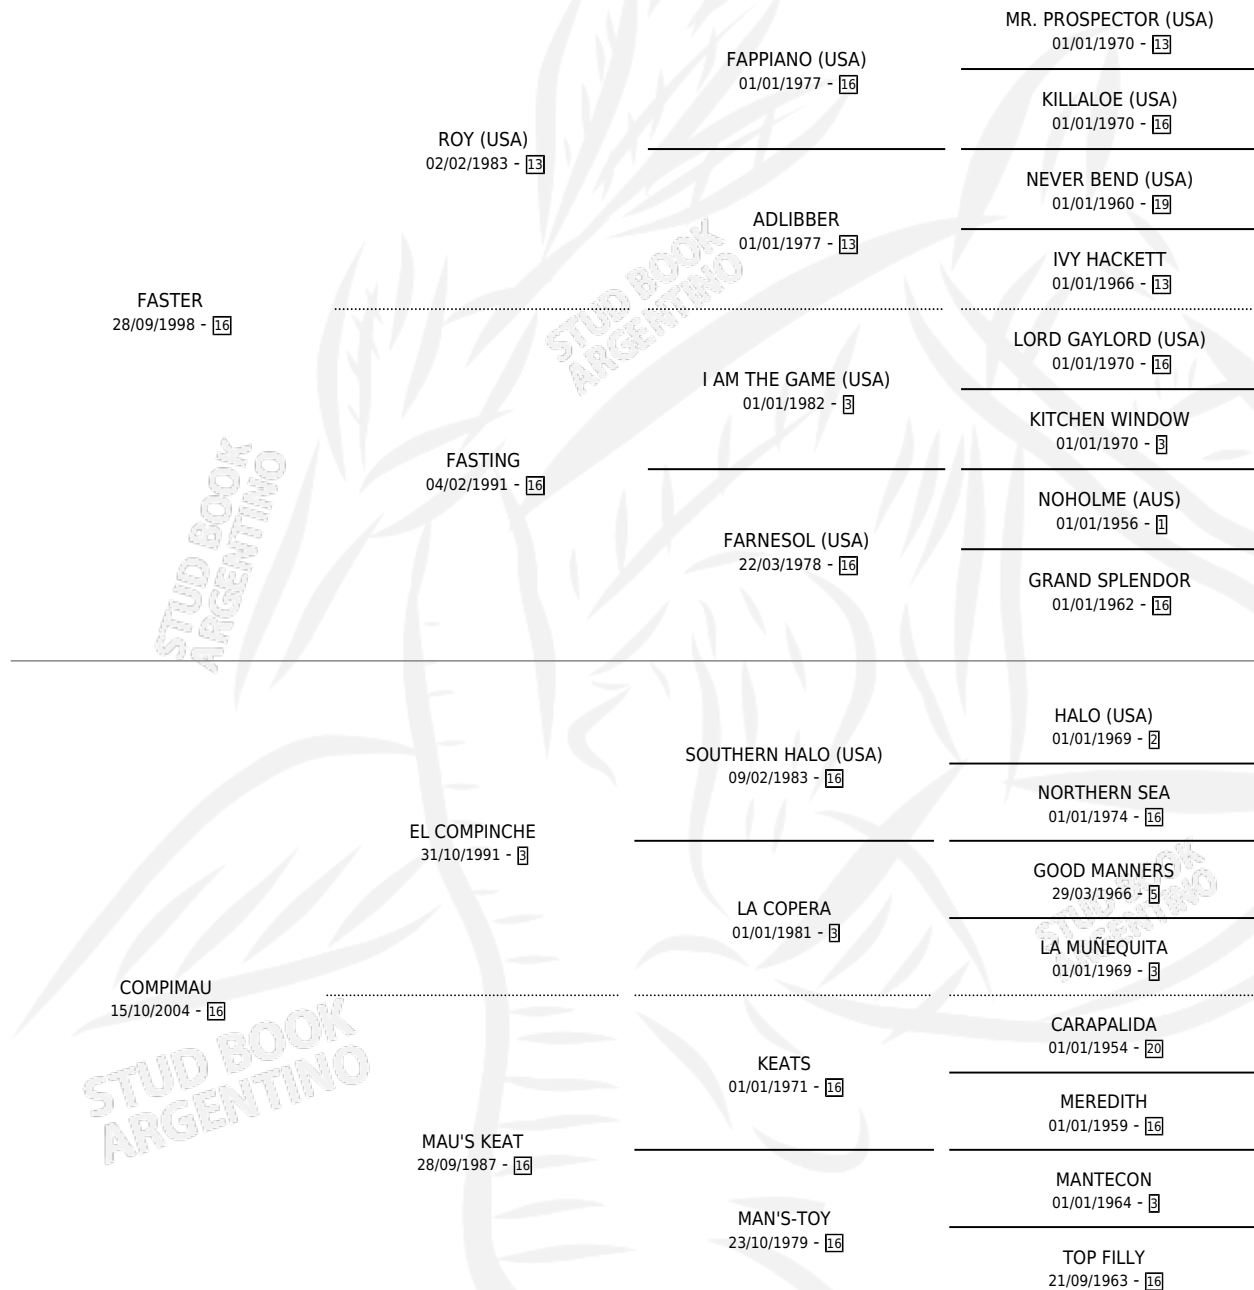 MR. PROSPECTOR (USA)
01/01/1970 - 13
FAPPIANO (USA)
01/01/1977 - 16
KILLALOE (USA)
01/01/1970 - 16
ROY (USA)
02/02/1983 - 13
NEVER BEND (USA)
01/01/1960 - 19
ADLIBBER
01/01/1977 - 13
IVY HACKETT
01/01/1966 - 13
FASTER
28/09/1998 - 16
LORD GAYLORD (USA)
01/01/1970 - 16
I AM THE GAME (USA)
01/01/1982 - 3
KITCHEN WINDOW
01/01/1970 - 3
FASTING
04/02/1991 - 16
NOHOLME (AUS)
01/01/1956 - 1
FARNESOL (USA)
22/03/1978 - 16
GRAND SPLENDOR
01/01/1962 - 16
HALO (USA)
01/01/1969 - 2
SOUTHERN HALO (USA)
09/02/1983 - 16
NORTHERN SEA
01/01/1974 - 16
EL COMPINCHE
31/10/1991 - 3
GOOD MANNERS
29/03/1966 - 5
LA COPERA
01/01/1981 - 3
LA MUÑEQUITA
01/01/1969 - 3
COMPIMAU
15/10/2004 - 16
CARAPALIDA
01/01/1954 - 20
KEATS
01/01/1971 - 16
MEREDITH
01/01/1959 - 16
MAU'S KEAT
28/09/1987 - 16
MANTECON
01/01/1964 - 3
MAN'S-TOY
23/10/1979 - 16
TOP FILLY
21/09/1963 - 16
STUD BOOK
ARGENTINO
STUD BOOK
ARGENTINO
STUD BOOK
ARGENTINO
STUD BOOK
ARGENTINO